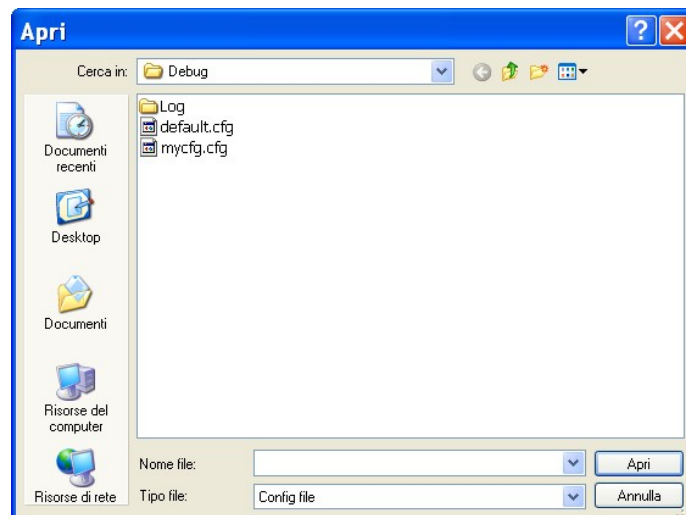 Apri
Cerca in: Debug
Log
default.cfg
mycfg.cfg
Documenti
recenti
Desktop
Documenti
Risorse del
computer
Risorse di rete
Nome file:
Apri
Tipo file: Config file
Annulla